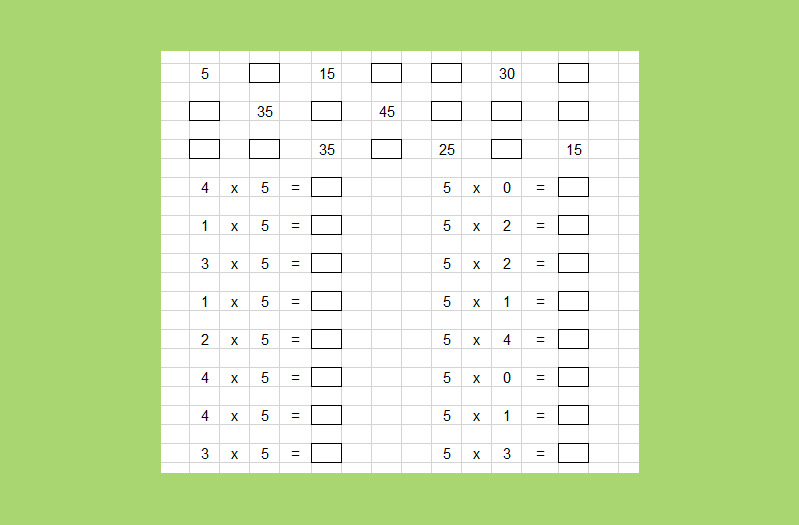 5 15 30
35 45
35 25 15
4 x 5 = 5 x 0 =
1 x 5 = 5 x 2 =
3 x 5 = 5 x 2 =
1 x 5 = 5 x 1 =
2 x 5 = 5 x 4 =
4 x 5 = 5 x 0 =
4 x 5 = 5 x 1 =
3 x 5 = 5 x 3 =